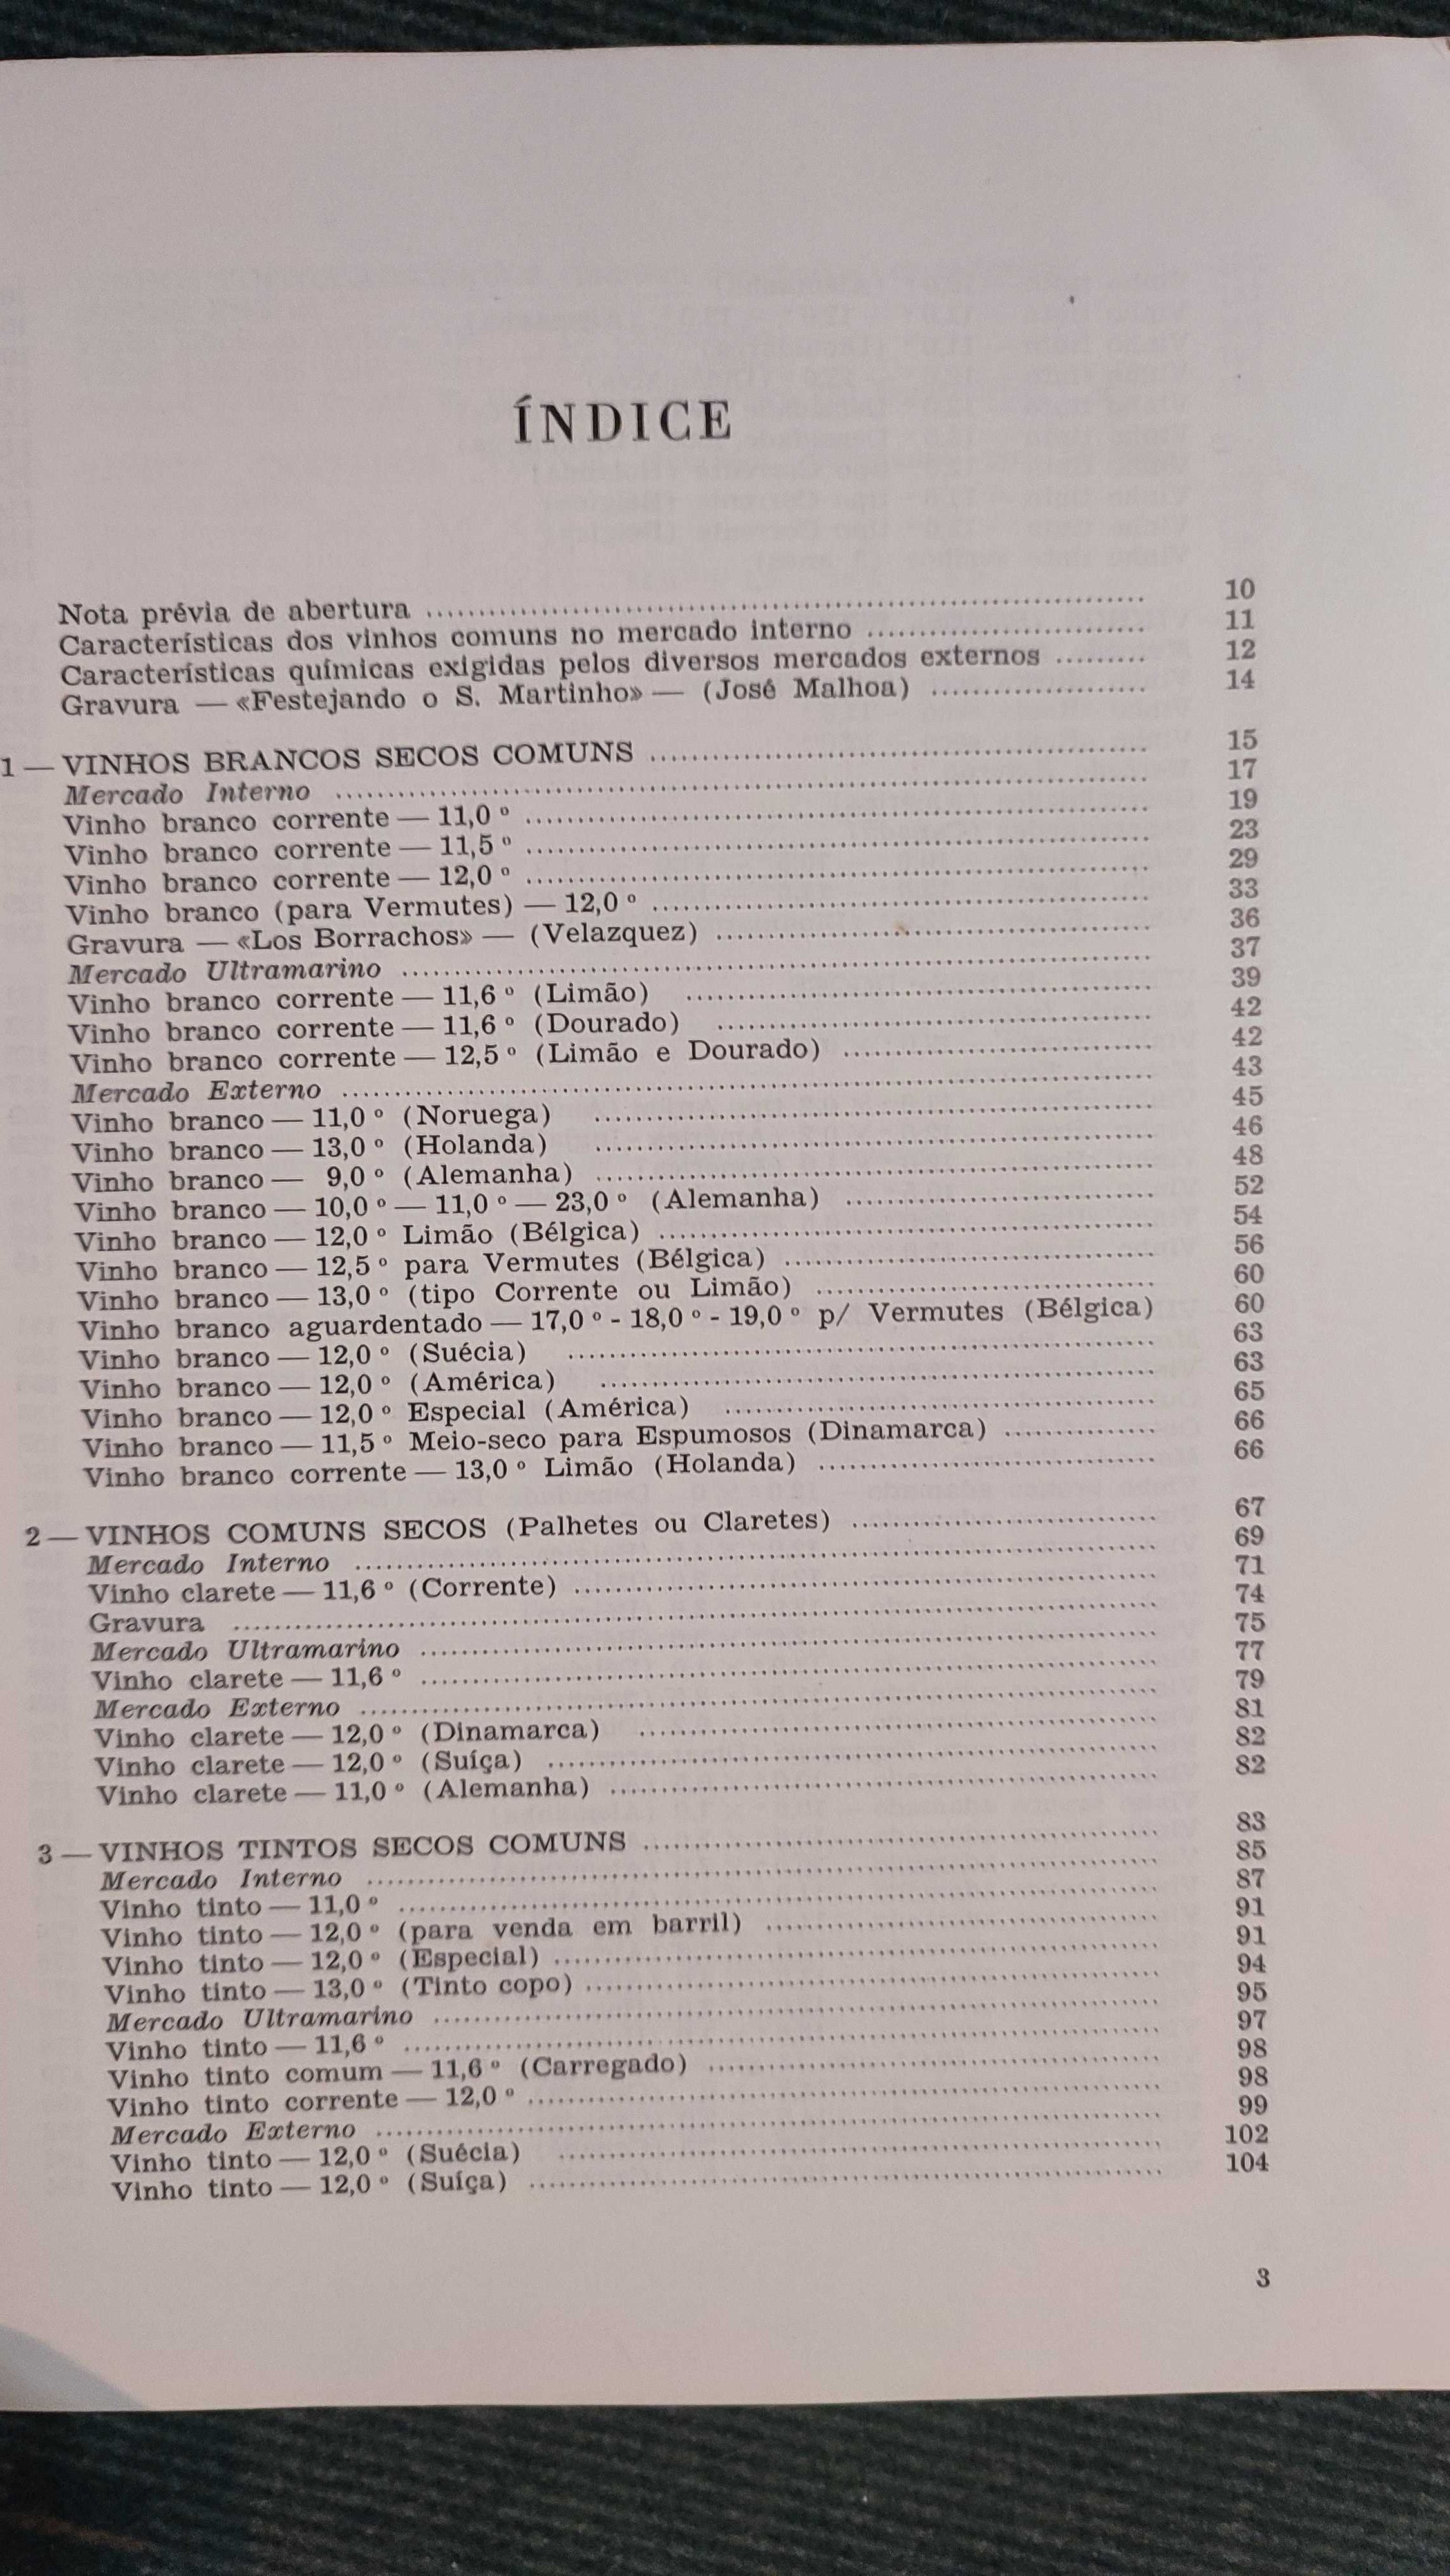 ÍNDICE
Nota prévia de abertura ........ 10
Características dos vinhos comuns no mercado interno ........ 11
Características químicas exigidas pelos diversos mercados externos ........ 12
Gravura — «Festejando o S. Martinho» — (José Malhoa) ........ 14
1 — VINHOS BRANCOS SECOS COMUNS ........ 15
Mercado Interno ........ 17
Vinho branco corrente — 11,0 º ........ 19
Vinho branco corrente — 11,5 º ........ 23
Vinho branco corrente — 12,0 º ........ 29
Vinho branco (para Vermutes) — 12,0 º ........ 33
Gravura — «Los Borrachos» — (Velazquez) ........ 36
Mercado Ultramarino ........ 37
Vinho branco corrente — 11,6 º (Limão) ........ 39
Vinho branco corrente — 11,6 º (Dourado) ........ 42
Vinho branco corrente — 12,5 º (Limão e Dourado) ........ 42
Mercado Externo ........ 43
Vinho branco — 11,0 º (Noruega) ........ 45
Vinho branco — 13,0 º (Holanda) ........ 46
Vinho branco — 9,0 º (Alemanha) ........ 48
Vinho branco — 10,0 º — 11,0 º — 23,0 º (Alemanha) ........ 52
Vinho branco — 12,0 º Limão (Bélgica) ........ 54
Vinho branco — 12,5 º para Vermutes (Bélgica) ........ 56
Vinho branco — 13,0 º (tipo Corrente ou Limão) ........ 60
Vinho branco aguardentado — 17,0 º - 18,0 º - 19,0 º p/ Vermutes (Bélgica) 60
Vinho branco — 12,0 º (Suécia) ........ 63
Vinho branco — 12,0 º (América) ........ 63
Vinho branco — 12,0 º Especial (América) ........ 65
Vinho branco — 11,5 º Meio-seco para Espumosos (Dinamarca) ........ 66
Vinho branco corrente — 13,0 º Limão (Holanda) ........ 66
2 — VINHOS COMUNS SECOS (Palhetes ou Claretes) ........ 67
Mercado Interno ........ 69
Vinho clarete — 11,6 º (Corrente) ........ 71
Gravura ........ 74
Mercado Ultramarino ........ 75
Vinho clarete — 11,6 º ........ 77
Mercado Externo ........ 79
Vinho clarete — 12,0 º (Dinamarca) ........ 81
Vinho clarete — 12,0 º (Suíça) ........ 82
Vinho clarete — 11,0 º (Alemanha) ........ 82
3 — VINHOS TINTOS SECOS COMUNS ........ 83
Mercado Interno ........ 85
Vinho tinto — 11,0 º ........ 87
Vinho tinto — 12,0 º (para venda em barril) ........ 91
Vinho tinto — 12,0 º (Especial) ........ 91
Vinho tinto — 13,0 º (Tinto copo) ........ 94
Mercado Ultramarino ........ 95
Vinho tinto — 11,6 º ........ 97
Vinho tinto comum — 11,6 º (Carregado) ........ 98
Vinho tinto corrente — 12,0 º ........ 98
Mercado Externo ........ 99
Vinho tinto — 12,0 º (Suécia) ........ 102
Vinho tinto — 12,0 º (Suíça) ........ 104
3